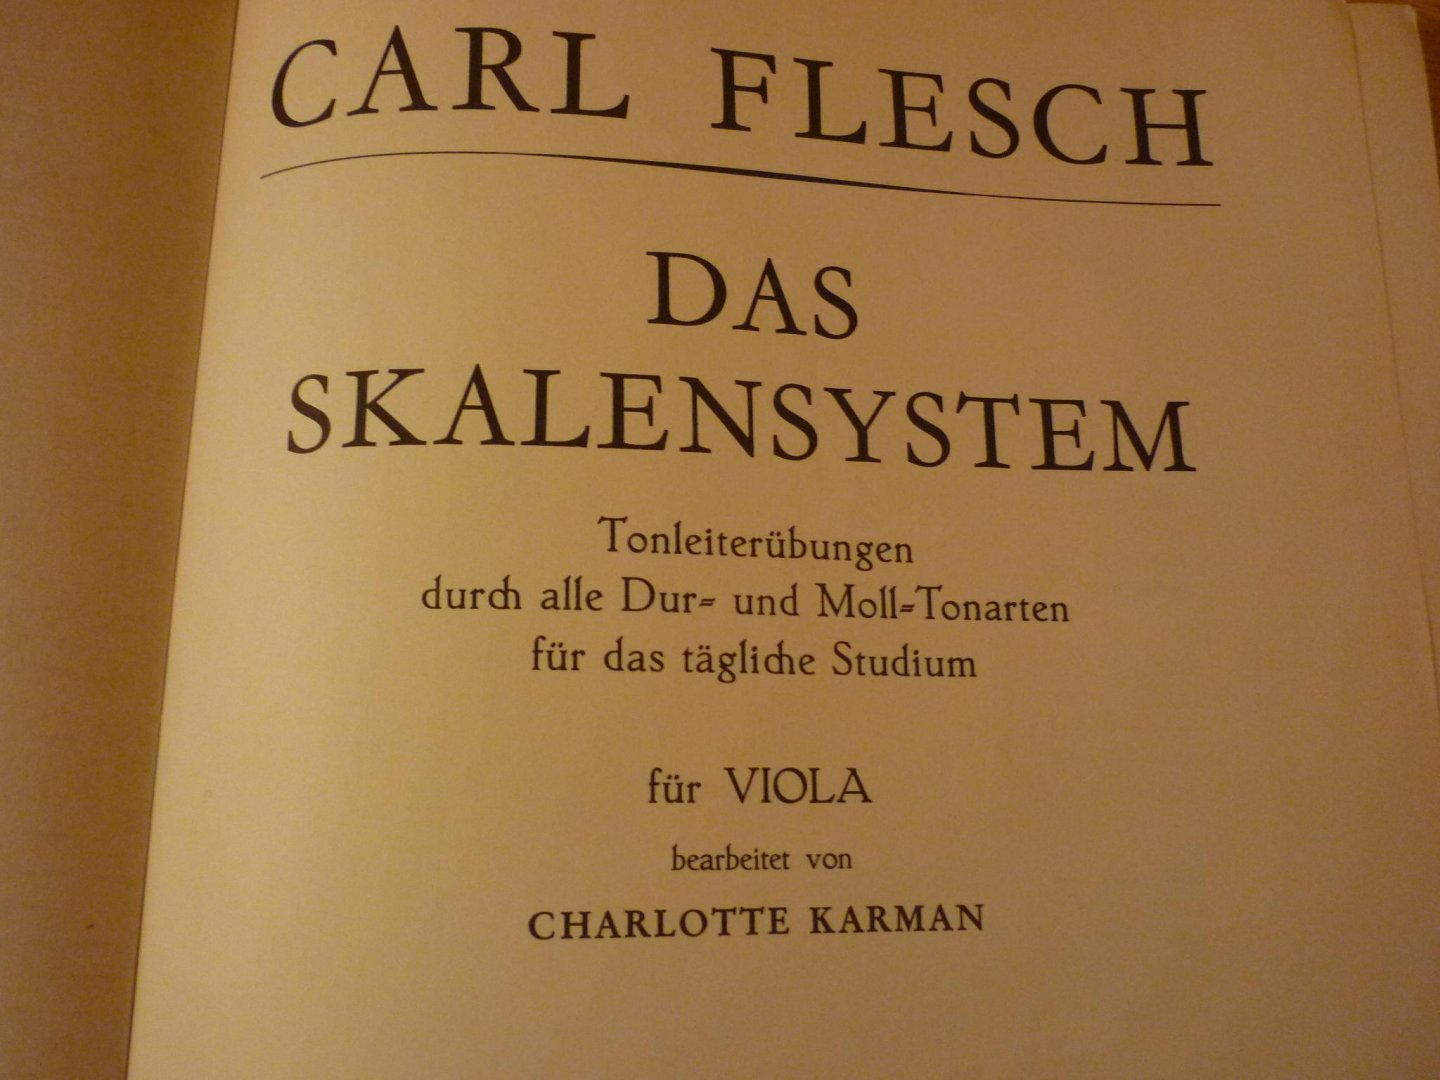 CARL FLESCH
DAS
SKALENSYSTEM
Tonleiterübungen
durch alle Dur- und Moll-Tonarten
für das tägliche Studium
für VIOLA
bearbeitet von
CHARLOTTE KARMAN